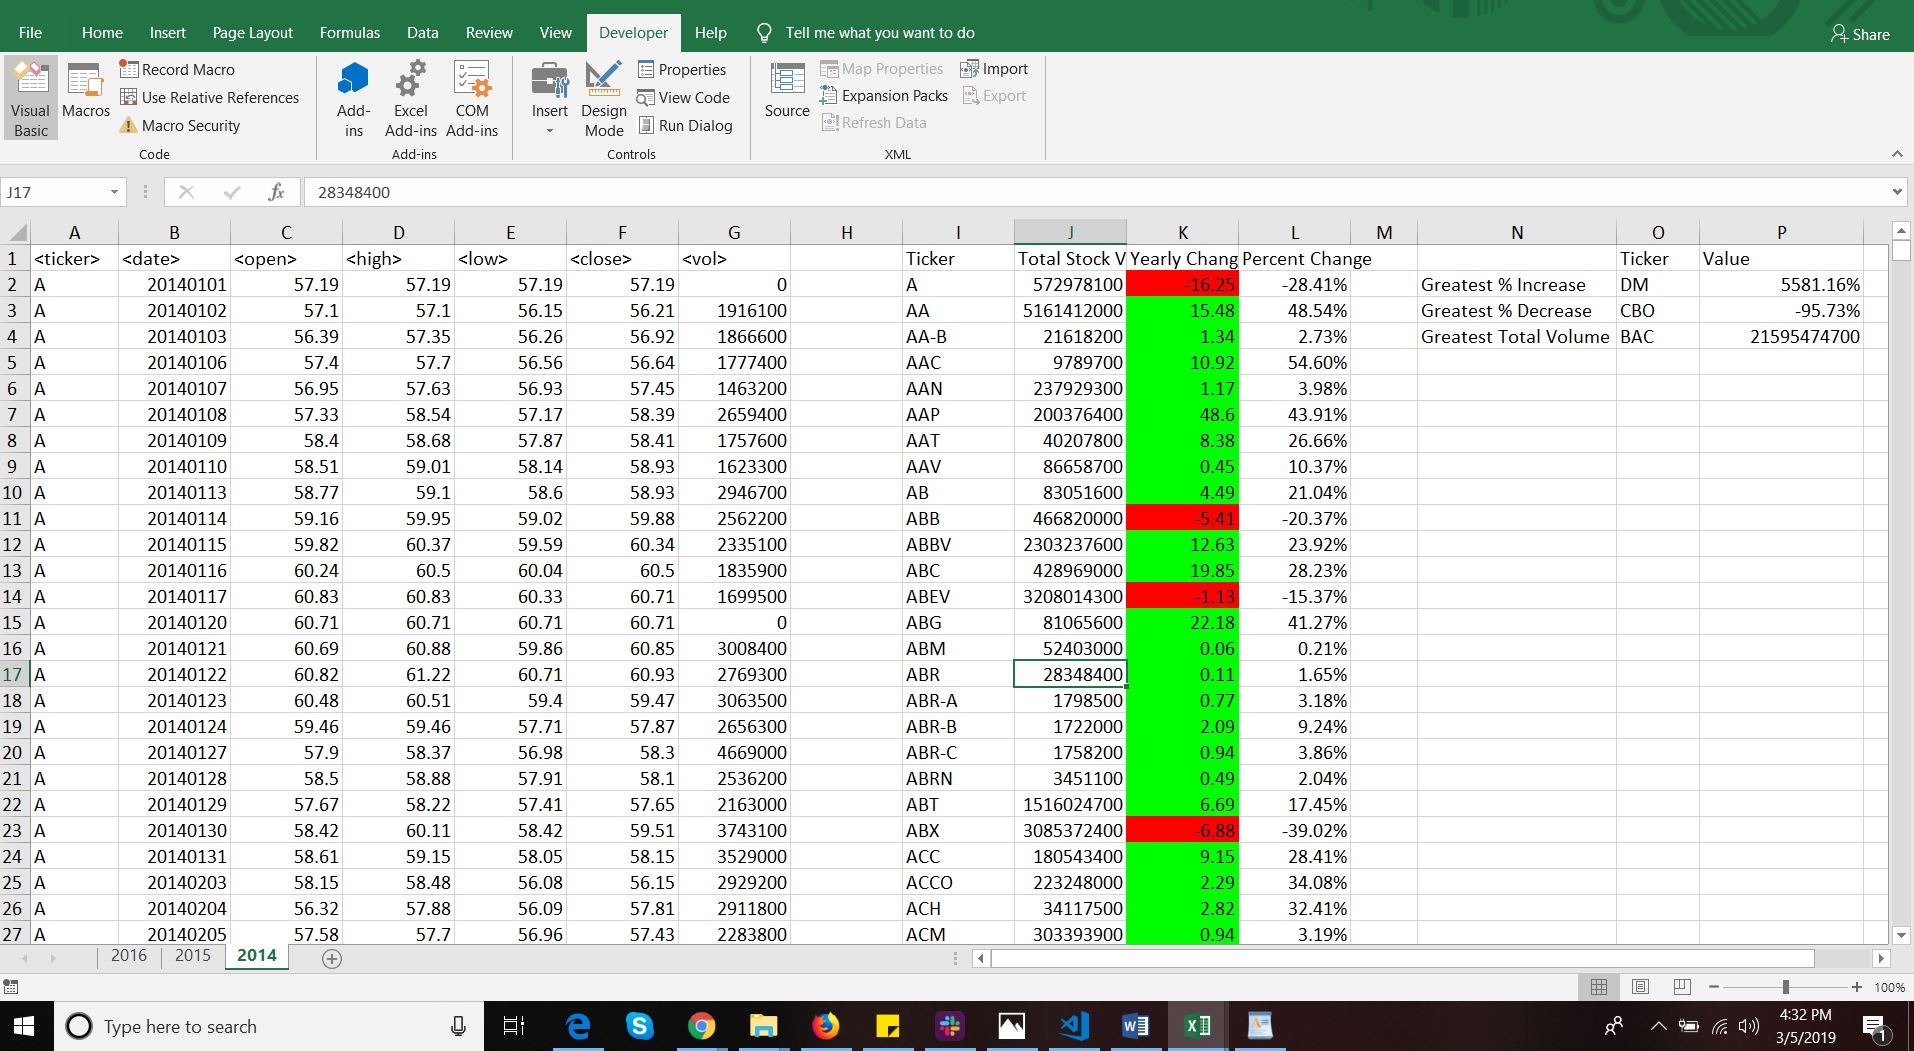 File Home Insert Page Layout Formulas Data Review View Developer Help Tell me what you want to do Share
Visual Basic
Macros
Record Macro
Use Relative References
Macro Security
Code
Add-ins
Excel Add-ins
COM Add-ins
Add-ins
Insert
Design Mode
Properties
View Code
Run Dialog
Controls
Source
Map Properties
Expansion Packs
Refresh Data
Import
Export
XML
J17 fx 28348400
A B C D E F G H I J K L M N O P
1 <ticker> <date> <open> <high> <low> <close> <vol> Ticker Total Stock V Yearly Chang Percent Change Ticker Value
2 A 20140101 57.19 57.19 57.19 57.19 0 A 572978100 -16.25 -28.41% Greatest % Increase DM 5581.16%
3 A 20140102 57.1 57.1 56.15 56.21 1916100 AA 5161412000 15.48 48.54% Greatest % Decrease CBO -95.73%
4 A 20140103 56.39 57.35 56.26 56.92 1866600 AA-B 21618200 1.34 2.73% Greatest Total Volume BAC 21595474700
5 A 20140106 57.4 57.7 56.56 56.64 1777400 AAC 9789700 10.92 54.60%
6 A 20140107 56.95 57.63 56.93 57.45 1463200 AAN 237929300 1.17 3.98%
7 A 20140108 57.33 58.54 57.17 58.39 2659400 AAP 200376400 48.6 43.91%
8 A 20140109 58.4 58.68 57.87 58.41 1757600 AAT 40207800 8.38 26.66%
9 A 20140110 58.51 59.01 58.14 58.93 1623300 AAV 86658700 0.45 10.37%
10 A 20140113 58.77 59.1 58.6 58.93 2946700 AB 83051600 4.49 21.04%
11 A 20140114 59.16 59.95 59.02 59.88 2562200 ABB 466820000 -5.41 -20.37%
12 A 20140115 59.82 60.37 59.59 60.34 2335100 ABBV 2303237600 12.63 23.92%
13 A 20140116 60.24 60.5 60.04 60.5 1835900 ABC 428969000 19.85 28.23%
14 A 20140117 60.83 60.83 60.33 60.71 1699500 ABEV 3208014300 -1.13 -15.37%
15 A 20140120 60.71 60.71 60.71 60.71 0 ABG 81065600 22.18 41.27%
16 A 20140121 60.69 60.88 59.86 60.85 3008400 ABM 52403000 0.06 0.21%
17 A 20140122 60.82 61.22 60.71 60.93 2769300 ABR 28348400 0.11 1.65%
18 A 20140123 60.48 60.51 59.4 59.47 3063500 ABR-A 1798500 0.77 3.18%
19 A 20140124 59.46 59.46 57.71 57.87 2656300 ABR-B 1722000 2.09 9.24%
20 A 20140127 57.9 58.37 56.98 58.3 4669000 ABR-C 1758200 0.94 3.86%
21 A 20140128 58.5 58.88 57.91 58.1 2536200 ABRN 3451100 0.49 2.04%
22 A 20140129 57.67 58.22 57.41 57.65 2163000 ABT 1516024700 6.69 17.45%
23 A 20140130 58.42 60.11 58.42 59.51 3743100 ABX 3085372400 -6.88 -39.02%
24 A 20140131 58.61 59.15 58.05 58.15 3529000 ACC 180543400 9.15 28.41%
25 A 20140203 58.15 58.48 56.08 56.15 2929200 ACCO 223248000 2.29 34.08%
26 A 20140204 56.32 57.88 56.09 57.81 2911800 ACH 34117500 2.82 32.41%
27 A 20140205 57.58 57.7 56.96 57.43 2283800 ACM 303393900 0.94 3.19%
2016 2015 2014
100%
Type here to search
4:32 PM
3/5/2019
1